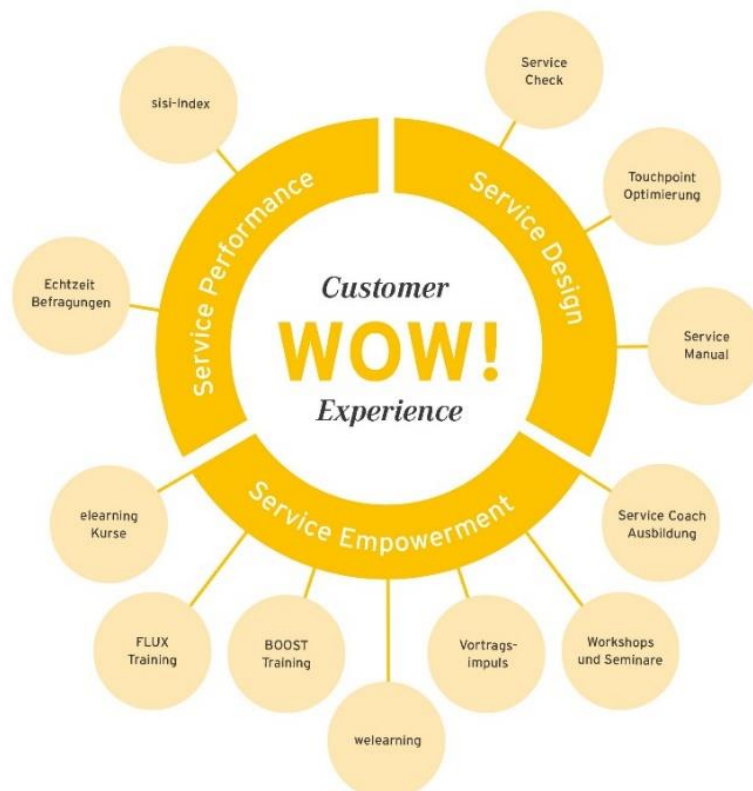 Service
Check
sisi-Index
Touchpoint
Optimierung
Service Performance
Service Design
Echtzeit
Befragungen
Customer
WOW!
Experience
Service
Manual
Service Empowerment
elearning
Kurse
Service Coach
Ausbildung
FLUX
Training
BOOST
Training
Vortrags-
impuls
Workshops
und Seminare
welearning